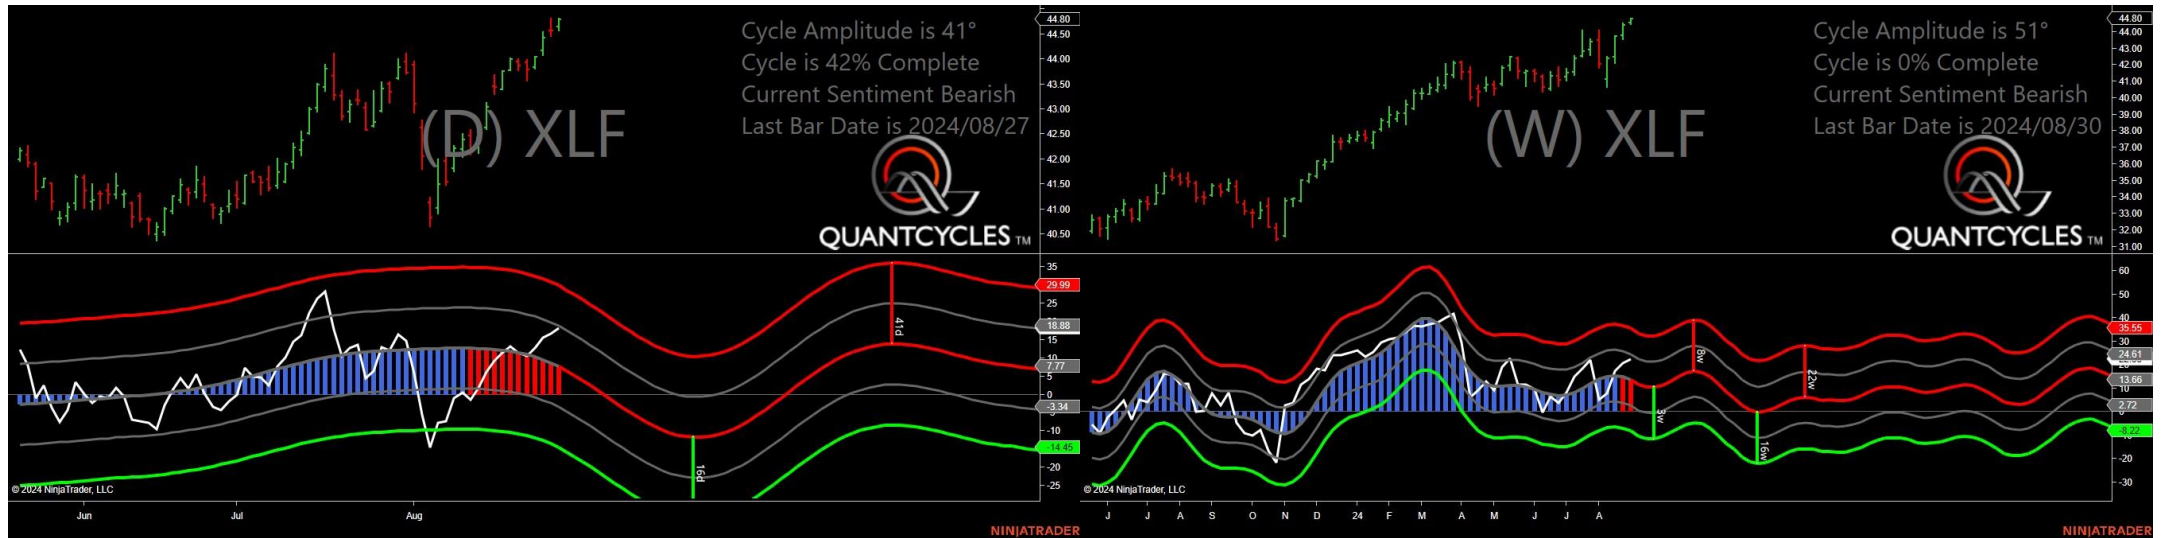 Cycle Amplitude is 41°
Cycle is 42% Complete
Current Sentiment Bearish
Last Bar Date is 2024/08/27
(D) XLF
QUANTCYCLES TM
44.80
44.50
44.00
43.50
43.00
42.50
42.00
41.50
41.00
40.50
35
29.99
25
18.88
15
10
7.77
5
0
-3.34
-5
-10
-14.45
-20
-25
41d
16d
© 2024 NinjaTrader, LLC
Jun
Jul
Aug
NINJATRADER
Cycle Amplitude is 51°
Cycle is 0% Complete
Current Sentiment Bearish
Last Bar Date is 2024/08/30
(W) XLF
QUANTCYCLES TM
44.80
44.00
43.00
42.00
41.00
40.00
39.00
38.00
37.00
36.00
35.00
34.00
33.00
32.00
31.00
60
50
40
35.55
30
24.61
20
13.66
10
2.72
-8.22
-20
-30
8w
22w
3w
16w
© 2024 NinjaTrader, LLC
J
J
A
S
O
N
D
24
F
M
A
M
J
J
A
NINJATRADER